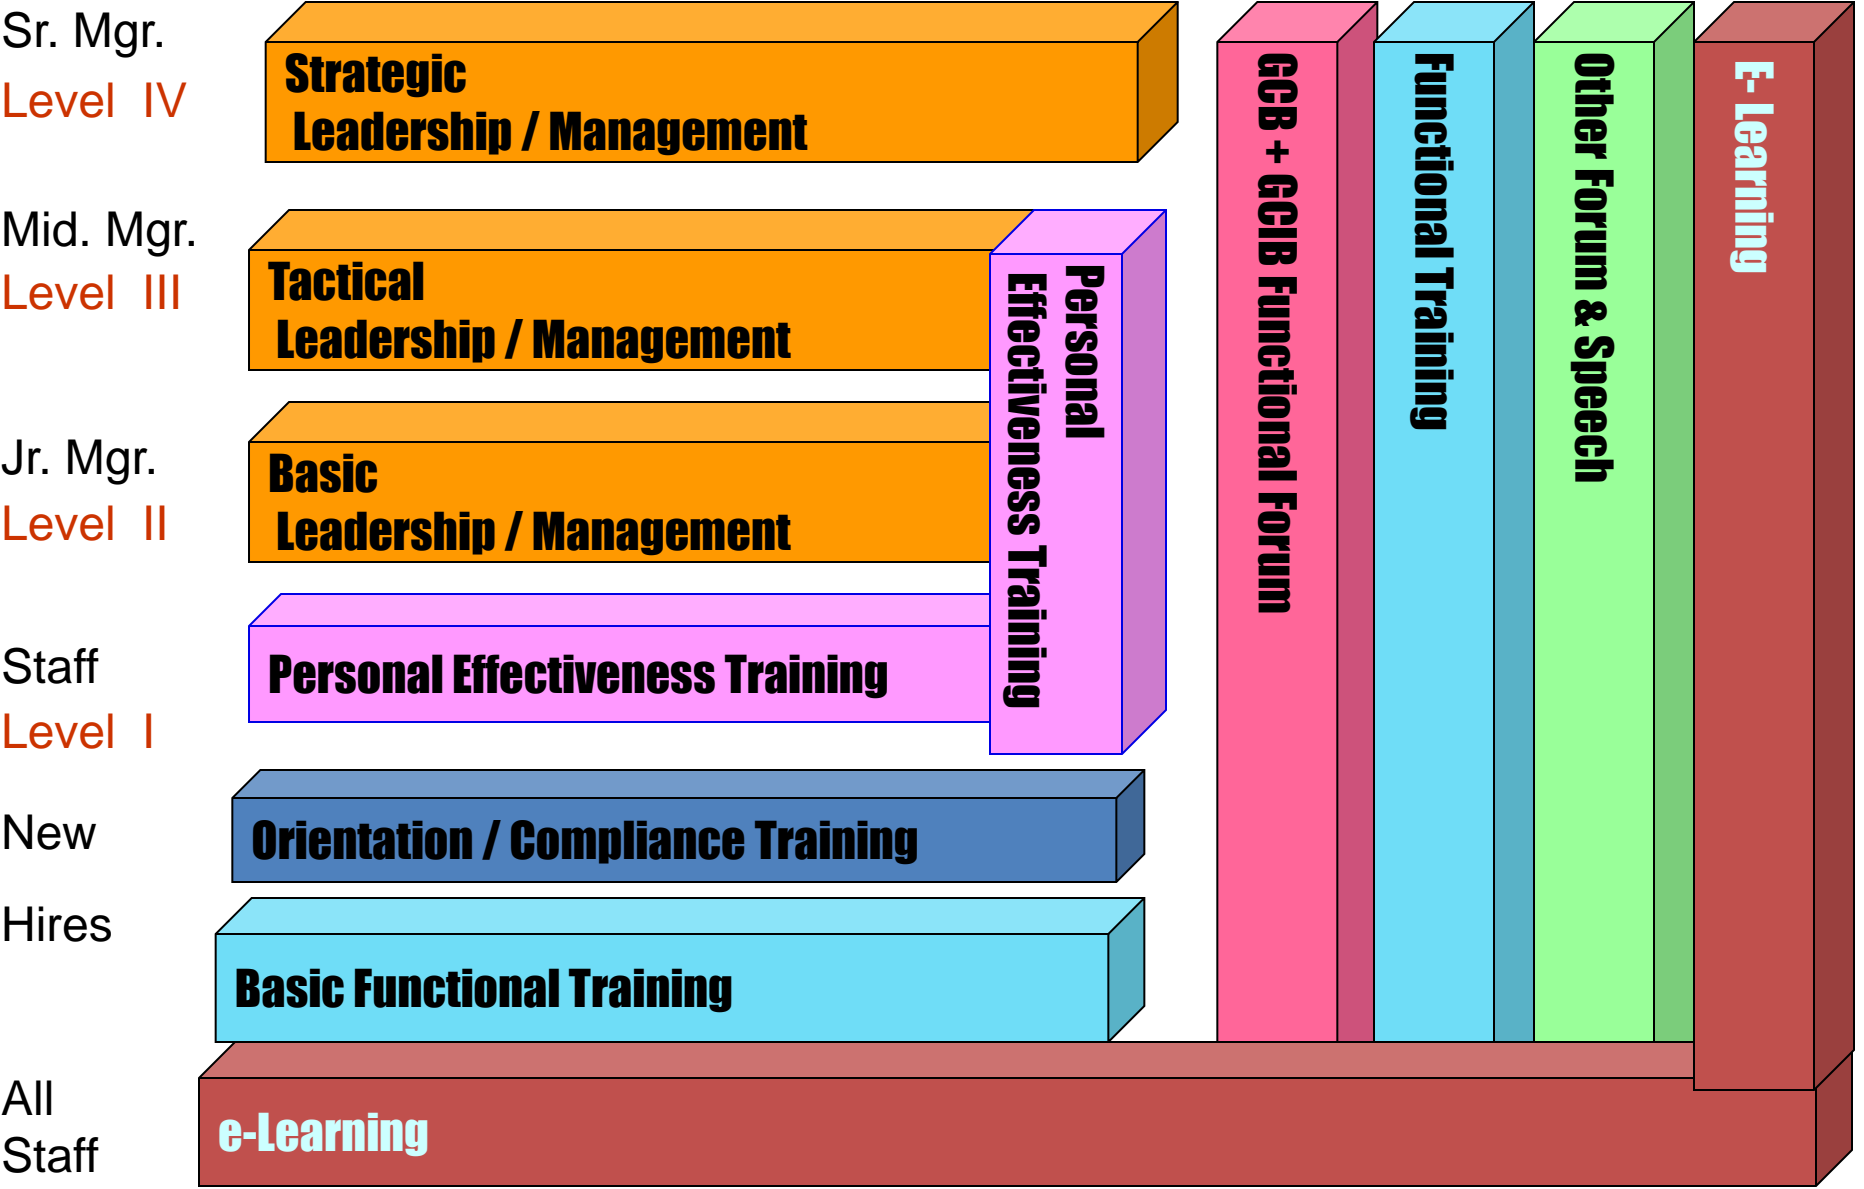 Sr. Mgr.
Level IV
Strategic
Leadership / Management
Mid. Mgr.
Level III
Tactical
Leadership / Management
Jr. Mgr.
Level II
Basic
Leadership / Management
Staff
Level I
Personal Effectiveness Training
Personal
Effectiveness Training
New
Hires
Orientation / Compliance Training
Basic Functional Training
All
Staff
e-Learning
GCB + GCIB Functional Forum
Functional Training
Other Forum & Speech
E- Learning